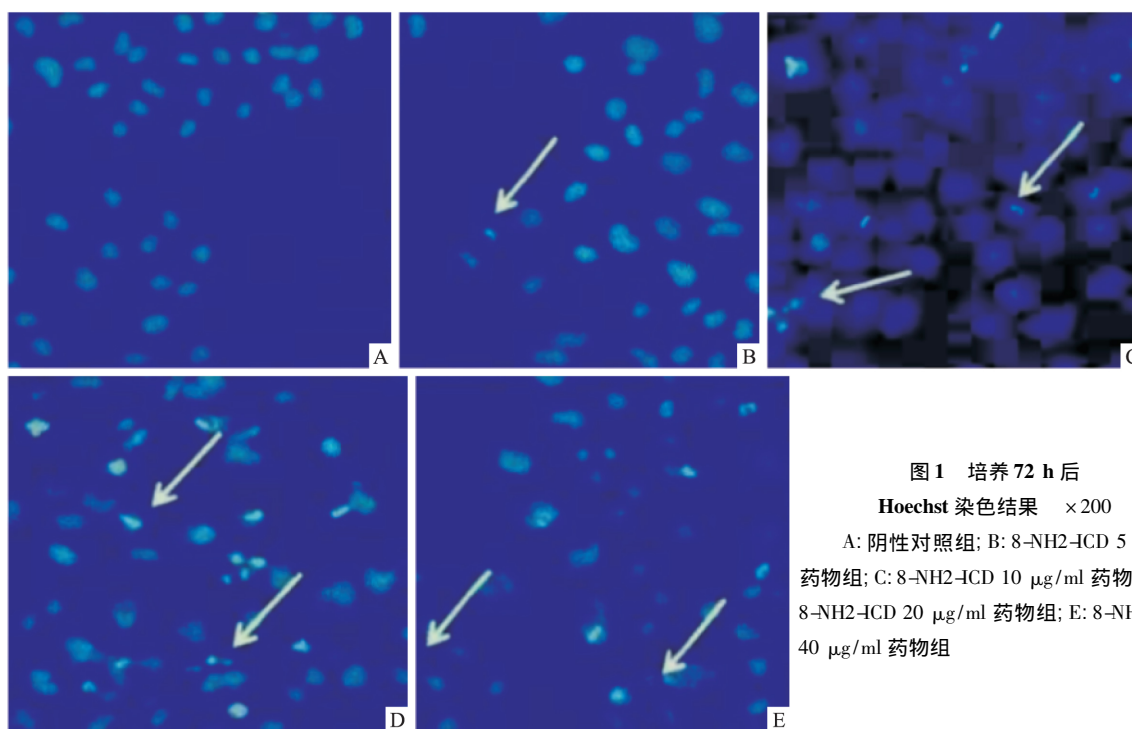 A
B
C
D
E
图1 培养 72 h 后
Hoechst 染色结果 ×200
A: 阴性对照组; B: 8-NH2-ICD 5
药物组; C: 8-NH2-ICD 10 μg/ml 药物
8-NH2-ICD 20 μg/ml 药物组; E: 8-NH
40 μg/ml 药物组